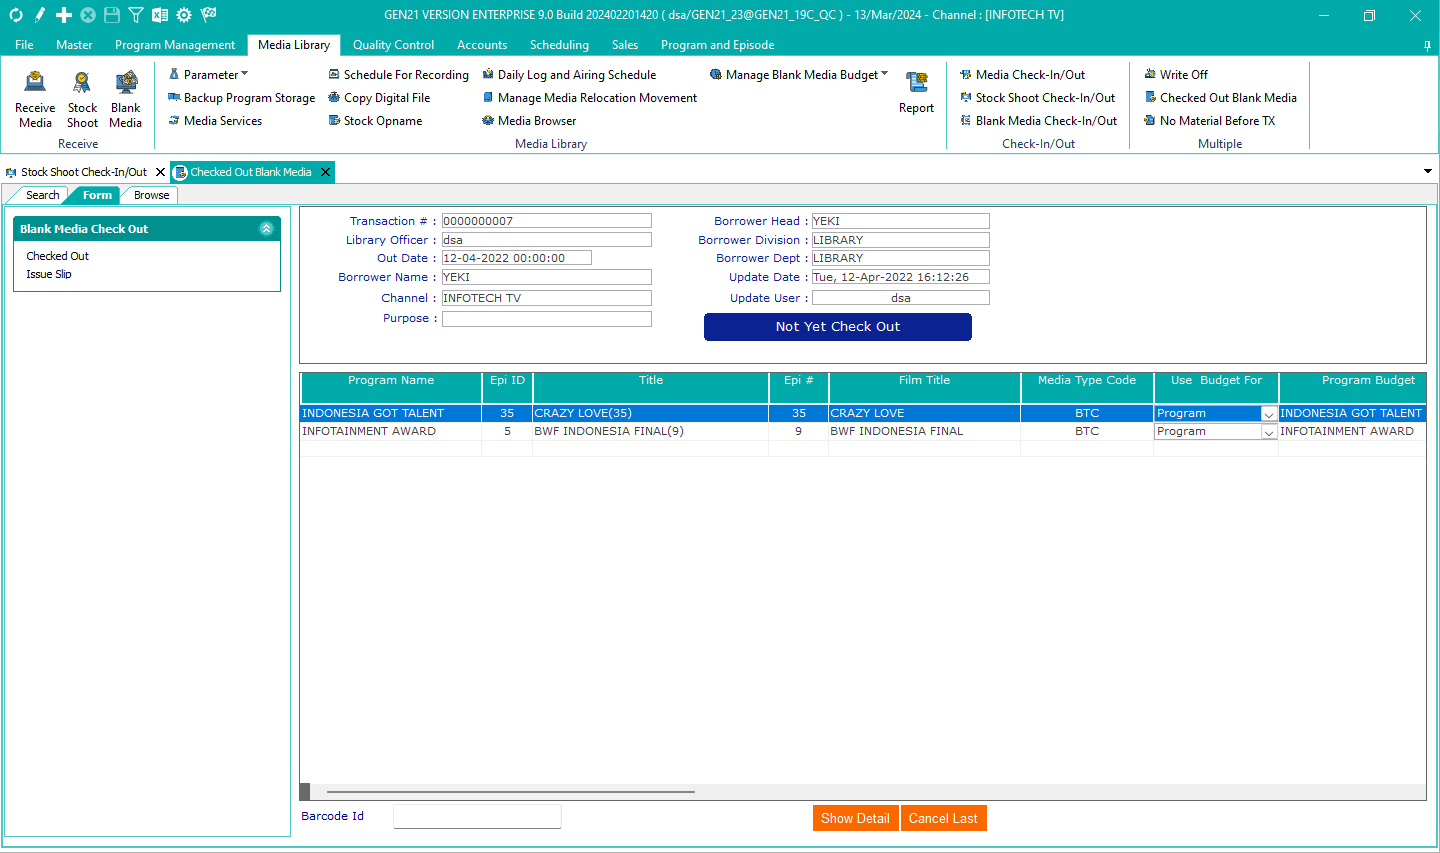 GEN21 VERSION ENTERPRISE 9.0 Build 202402201420 ( dsa/GEN21_23@GEN21_19C_QC ) - 13/Mar/2024 - Channel : [INFOTECH TV]
File Master Program Management Media Library Quality Control Accounts Scheduling Sales Program and Episode
Parameter Schedule For Recording Daily Log and Airing Schedule Manage Blank Media Budget Media Check-In/Out Write Off
Backup Program Storage Copy Digital File Manage Media Relocation Movement Stock Shoot Check-In/Out Checked Out Blank Media
Media Services Stock Opname Media Browser Blank Media Check-In/Out No Material Before TX
Receive Stock Blank Report
Media Shoot Media
Receive Media Library Check-In/Out Multiple
Stock Shoot Check-In/Out Checked Out Blank Media
Search Form Browse
Blank Media Check Out
Checked Out
Issue Slip
Transaction # : 0000000007 Borrower Head : YEKI
Library Officer : dsa Borrower Division : LIBRARY
Out Date : 12-04-2022 00:00:00 Borrower Dept : LIBRARY
Borrower Name : YEKI Update Date : Tue, 12-Apr-2022 16:12:26
Channel : INFOTECH TV Update User : dsa
Purpose :
Not Yet Check Out
Program Name Epi ID Title Epi # Film Title Media Type Code Use Budget For Program Budget
INDONESIA GOT TALENT 35 CRAZY LOVE(35) 35 CRAZY LOVE BTC Program INDONESIA GOT TALENT
INFOTAINMENT AWARD 5 BWF INDONESIA FINAL(9) 9 BWF INDONESIA FINAL BTC Program INFOTAINMENT AWARD
Barcode Id Show Detail Cancel Last